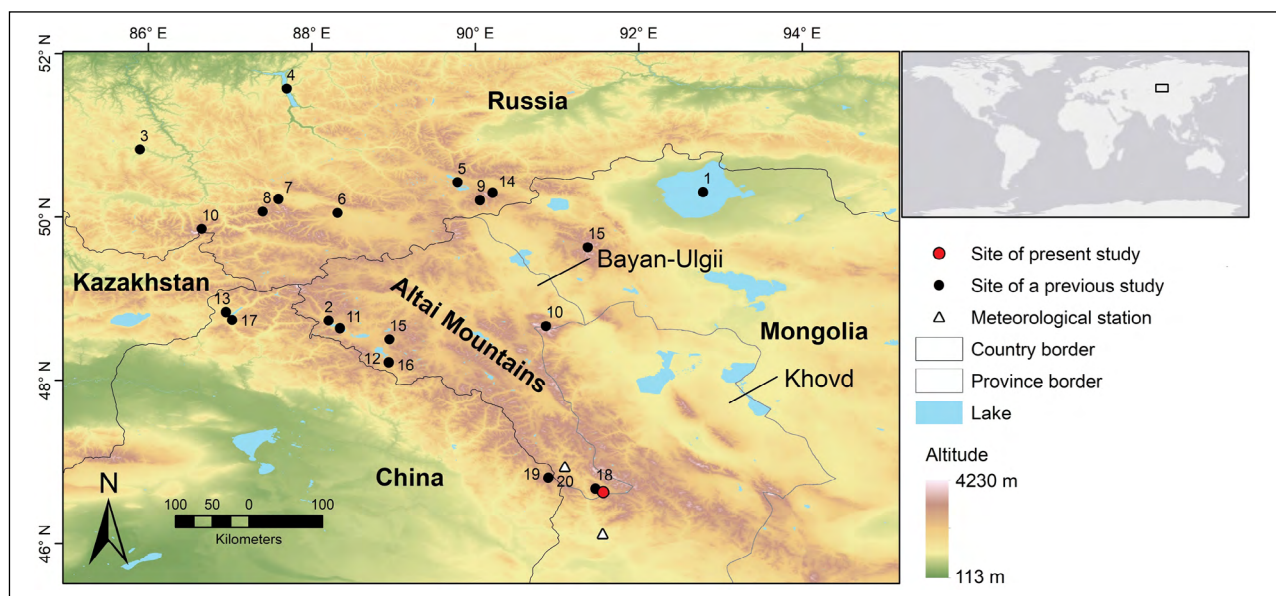 86° E 88° E 90° E 92° E 94° E
52° N
50° N
48° N
46° N
4
Russia
3
5
9
14
1
7
8
6
10
15
Bayan-Ulgii
Kazakhstan
Altai Mountains
13
17
2
11
15
10
Mongolia
12
16
Khovd
China
19
20
18
N
100 50 0 100
Kilometers
Site of present study
Site of a previous study
Meteorological station
Country border
Province border
Lake
Altitude
4230 m
113 m